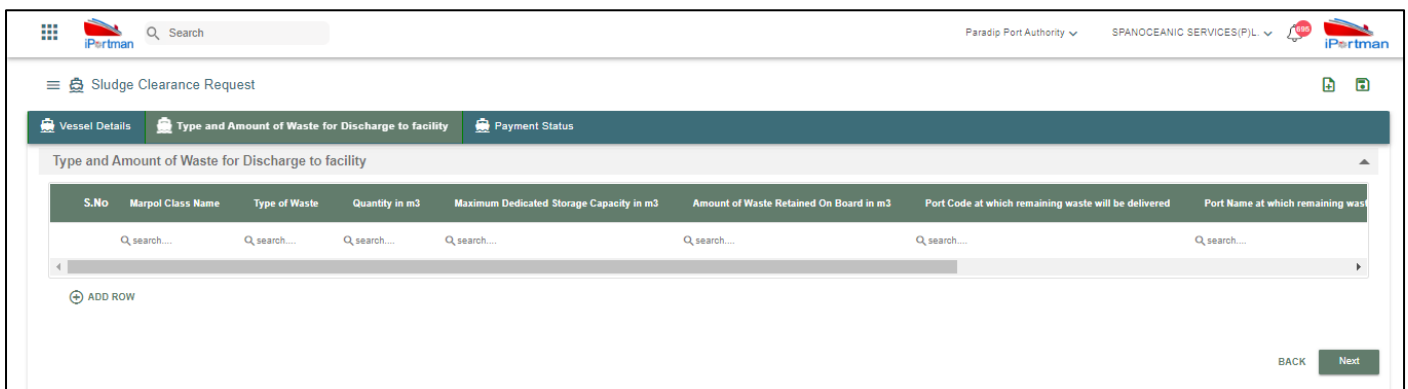 iPortman Search Paradip Port Authority SPANOCEANIC SERVICES(P)L. 695 iPortman
Sludge Clearance Request
Vessel Details Type and Amount of Waste for Discharge to facility Payment Status
Type and Amount of Waste for Discharge to facility
S.No Marpol Class Name Type of Waste Quantity in m3 Maximum Dedicated Storage Capacity in m3 Amount of Waste Retained On Board in m3 Port Code at which remaining waste will be delivered Port Name at which remaining wast
search.... search.... search.... search.... search.... search.... search....
ADD ROW
BACK Next